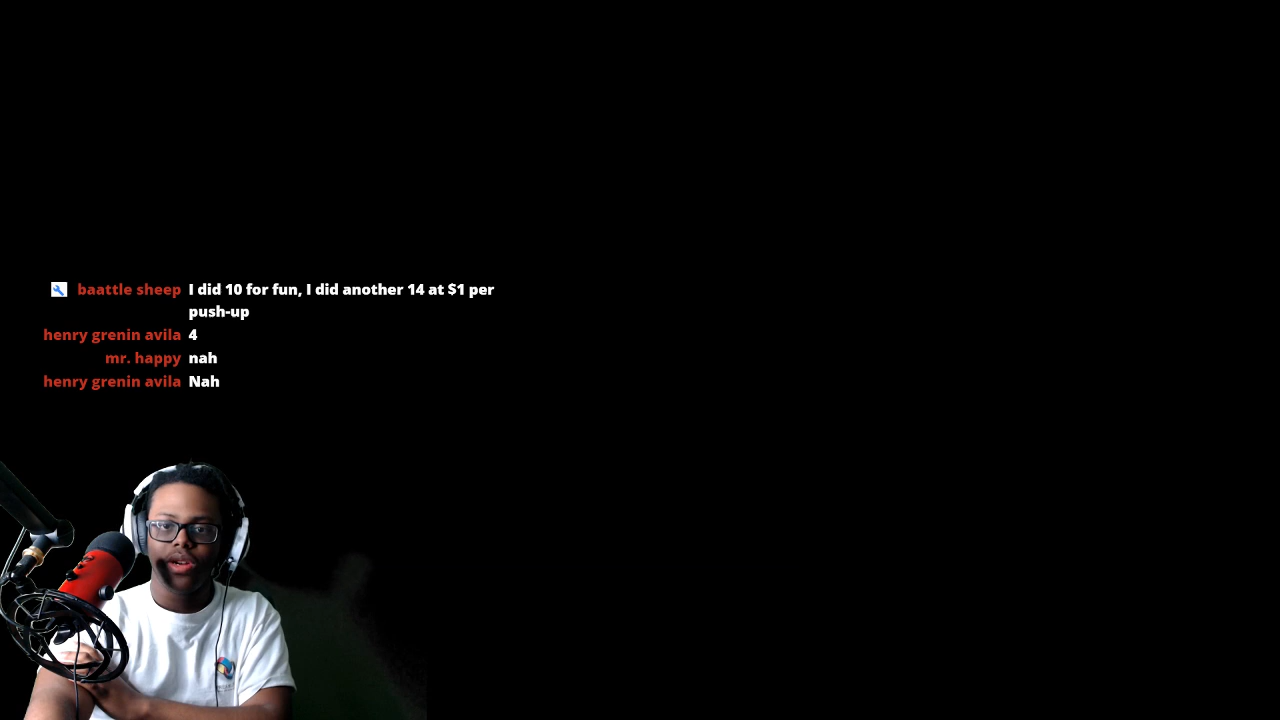 baattle sheep I did 10 for fun, I did another 14 at $1 per
push-up
henry grenin avila 4
mr. happy nah
henry grenin avila Nah